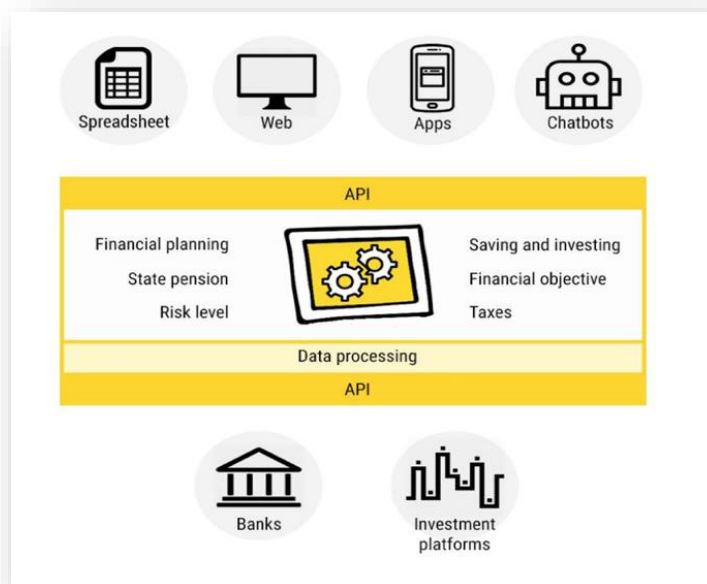 Spreadsheet
Web
Apps
Chatbots
API
Financial planning
State pension
Risk level
Saving and investing
Financial objective
Taxes
Data processing
API
Banks
Investment
platforms